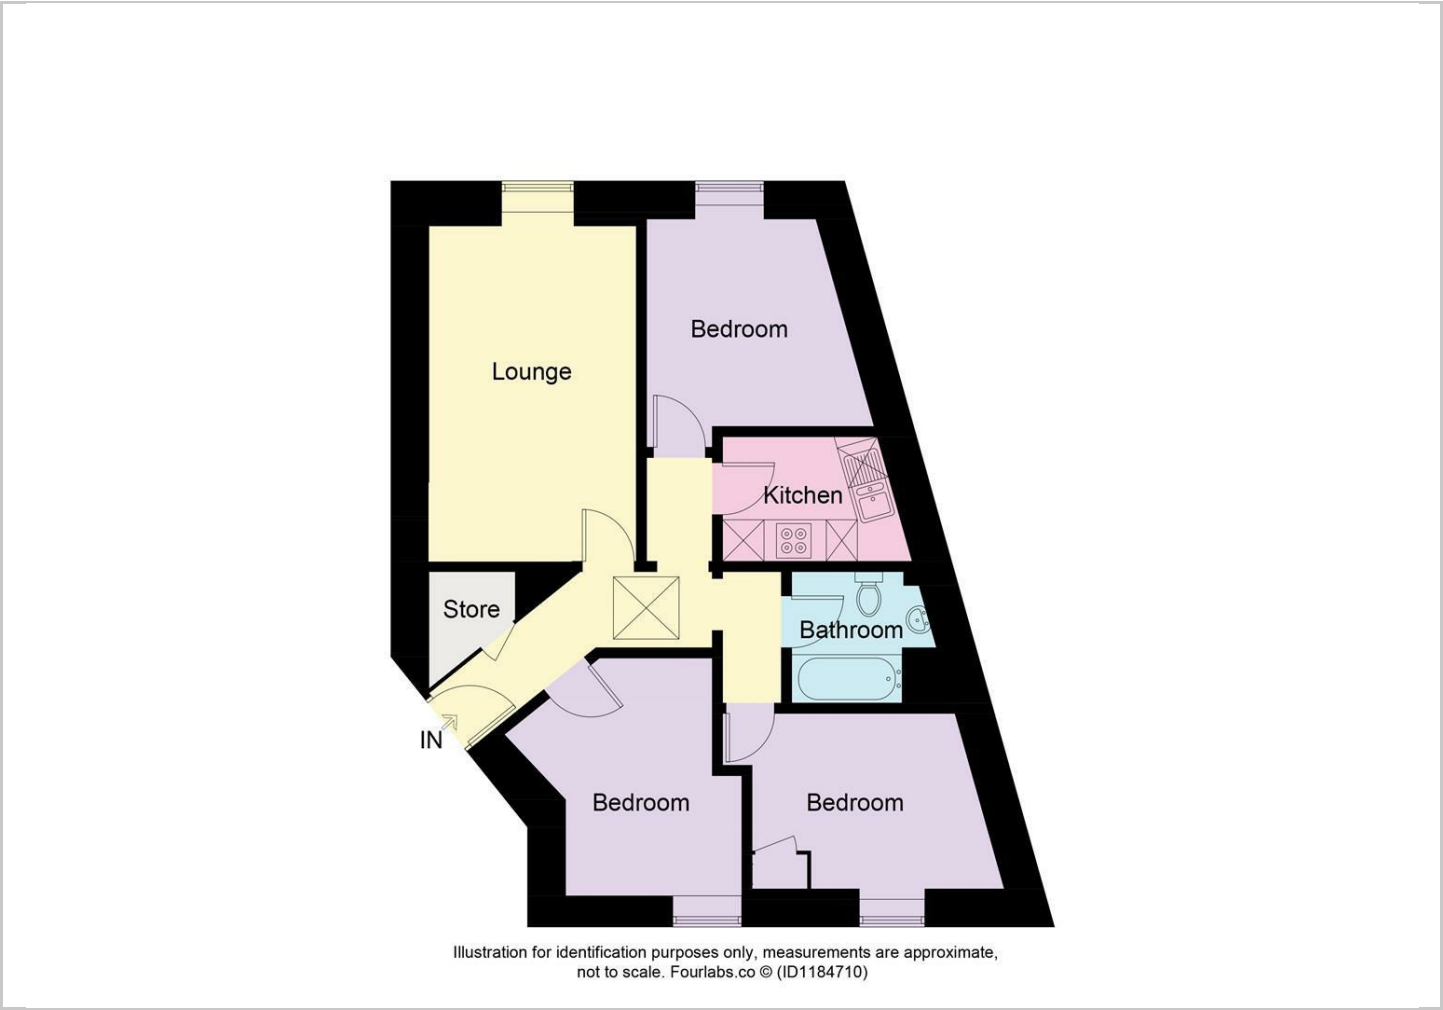 Bedroom
Lounge
Kitchen
Store
Bathroom
IN
Bedroom
Bedroom
Illustration for identification purposes only, measurements are approximate,
not to scale. Fourlabs.co © (ID1184710)